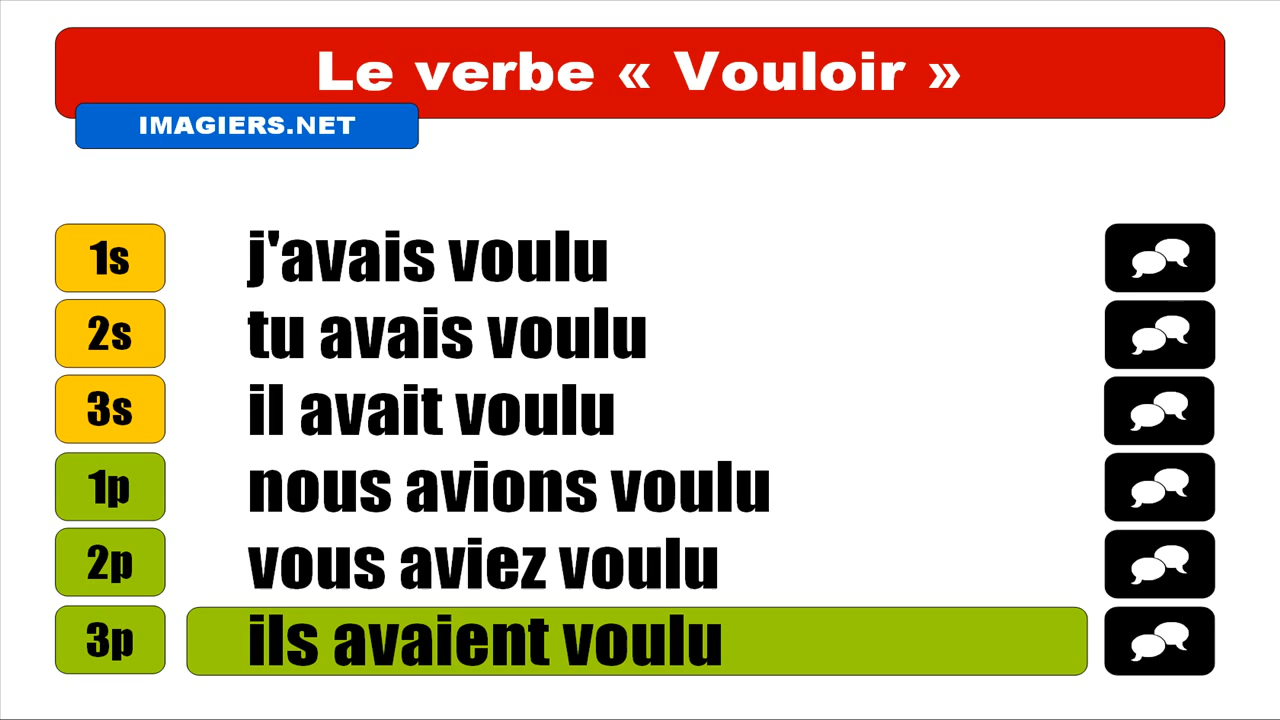 Le verbe « Vouloir »
IMAGIERS.NET
1s j'avais voulu
2s tu avais voulu
3s il avait voulu
1p nous avions voulu
2p vous aviez voulu
3p ils avaient voulu